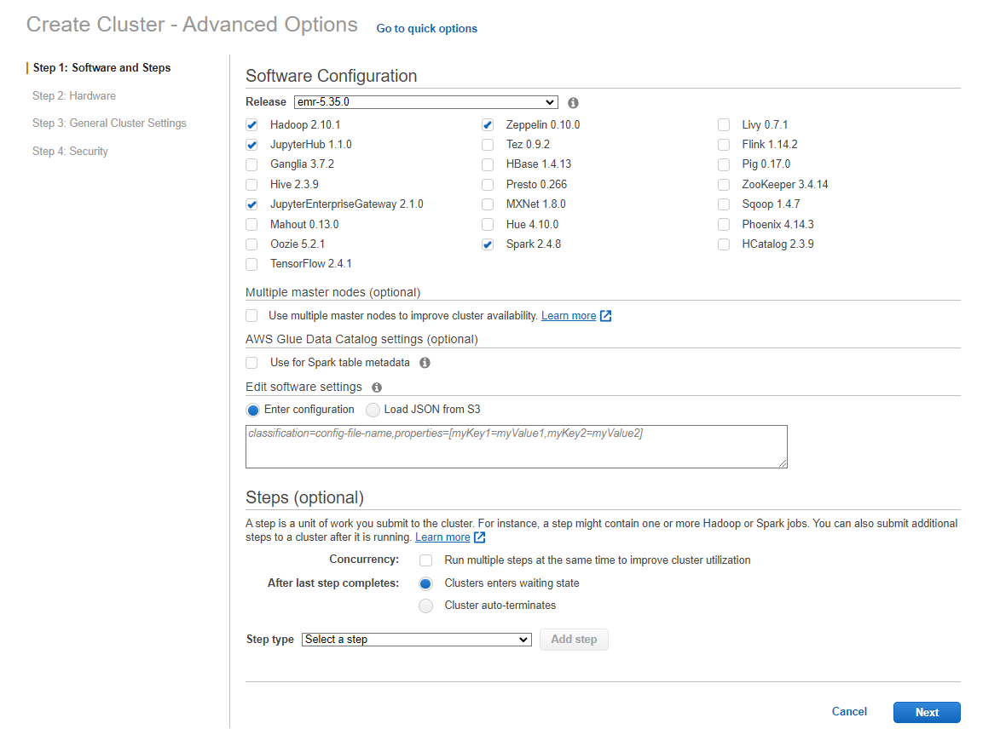 Create Cluster - Advanced Options Go to quick options
Step 1: Software and Steps
Step 2: Hardware
Step 3: General Cluster Settings
Step 4: Security
Software Configuration
Release emr-5.35.0
Hadoop 2.10.1 Zeppelin 0.10.0 Livy 0.7.1
JupyterHub 1.1.0 Tez 0.9.2 Flink 1.14.2
Ganglia 3.7.2 HBase 1.4.13 Pig 0.17.0
Hive 2.3.9 Presto 0.266 ZooKeeper 3.4.14
JupyterEnterpriseGateway 2.1.0 MXNet 1.8.0 Sqoop 1.4.7
Mahout 0.13.0 Hue 4.10.0 Phoenix 4.14.3
Oozie 5.2.1 Spark 2.4.8 HCatalog 2.3.9
TensorFlow 2.4.1
Multiple master nodes (optional)
Use multiple master nodes to improve cluster availability. Learn more
AWS Glue Data Catalog settings (optional)
Use for Spark table metadata
Edit software settings
Enter configuration Load JSON from S3
classification=config-file-name,properties=[myKey1=myValue1,myKey2=myValue2]
Steps (optional)
A step is a unit of work you submit to the cluster. For instance, a step might contain one or more Hadoop or Spark jobs. You can also submit additional
steps to a cluster after it is running. Learn more
Concurrency: Run multiple steps at the same time to improve cluster utilization
After last step completes: Clusters enters waiting state
Cluster auto-terminates
Step type Select a step Add step
Cancel Next